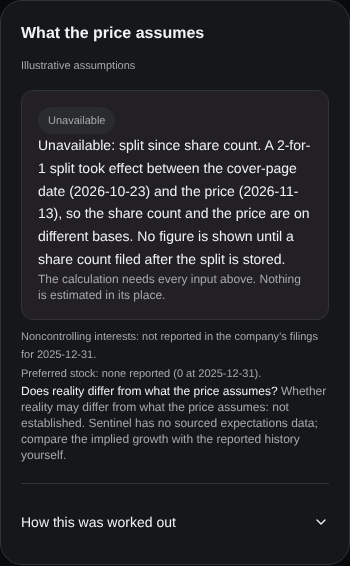 What the price assumes
Illustrative assumptions
Unavailable
Unavailable: split since share count. A 2-for-
1 split took effect between the cover-page
date (2026-10-23) and the price (2026-11-
13), so the share count and the price are on
different bases. No figure is shown until a
share count filed after the split is stored.
The calculation needs every input above. Nothing
is estimated in its place.
Noncontrolling interests: not reported in the company's filings
for 2025-12-31.
Preferred stock: none reported (0 at 2025-12-31).
Does reality differ from what the price assumes? Whether
reality may differ from what the price assumes: not
established. Sentinel has no sourced expectations data;
compare the implied growth with the reported history
yourself.
How this was worked out